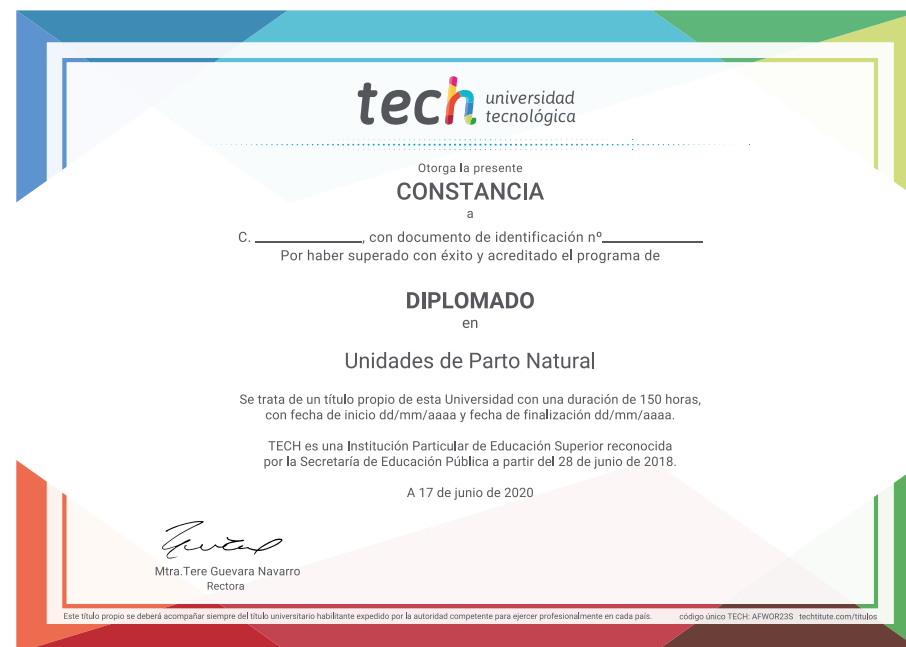 tech universidad
tecnológica
Otorga la presente
CONSTANCIA
a
C. ____________, con documento de identificación nº____________
Por haber superado con éxito y acreditado el programa de
DIPLOMADO
en
Unidades de Parto Natural
Se trata de un título propio de esta Universidad con una duración de 150 horas,
con fecha de inicio dd/mm/aaaa y fecha de finalización dd/mm/aaaa.
TECH es una Institución Particular de Educación Superior reconocida
por la Secretaría de Educación Pública a partir del 28 de junio de 2018.
A 17 de junio de 2020
Mtra.Tere Guevara Navarro
Rectora
Este título propio se deberá acompañar siempre del título universitario habilitante expedido por la autoridad competente para ejercer profesionalmente en cada país. código único TECH: AFWOR23S techtitute.com/titulos